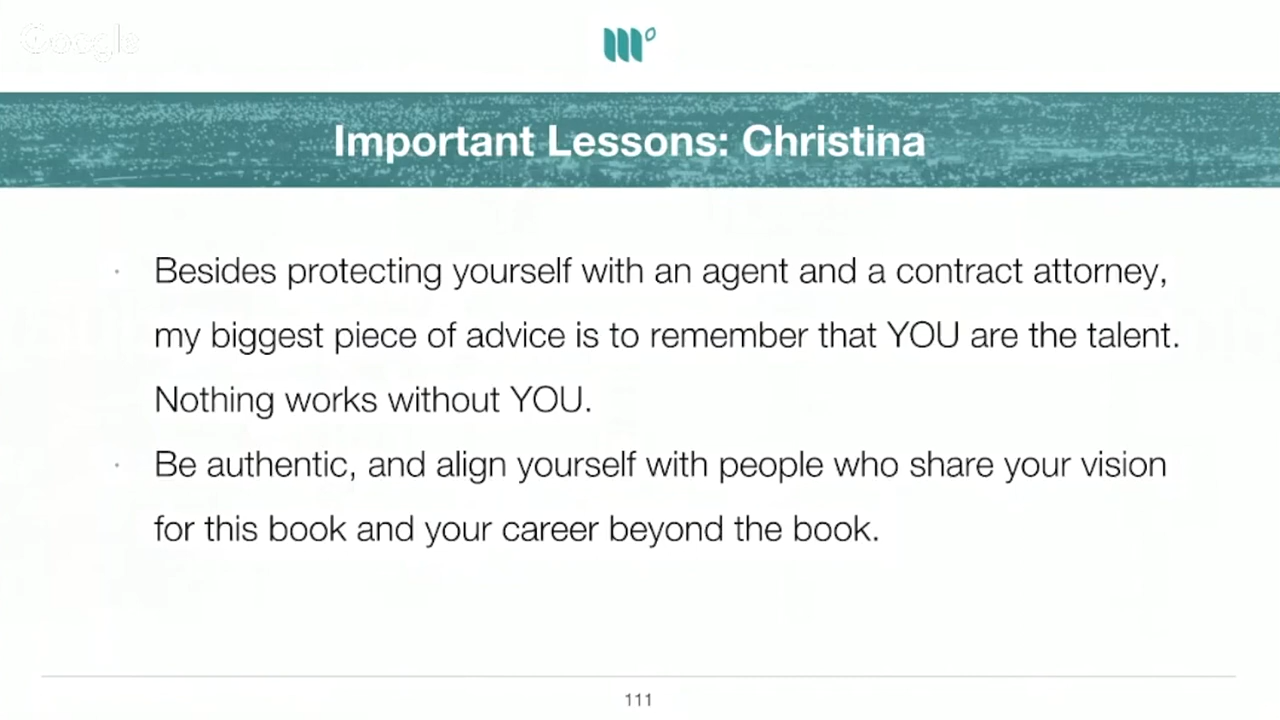 Google
Important Lessons: Christina
· Besides protecting yourself with an agent and a contract attorney,
my biggest piece of advice is to remember that YOU are the talent.
Nothing works without YOU.
· Be authentic, and align yourself with people who share your vision
for this book and your career beyond the book.
111